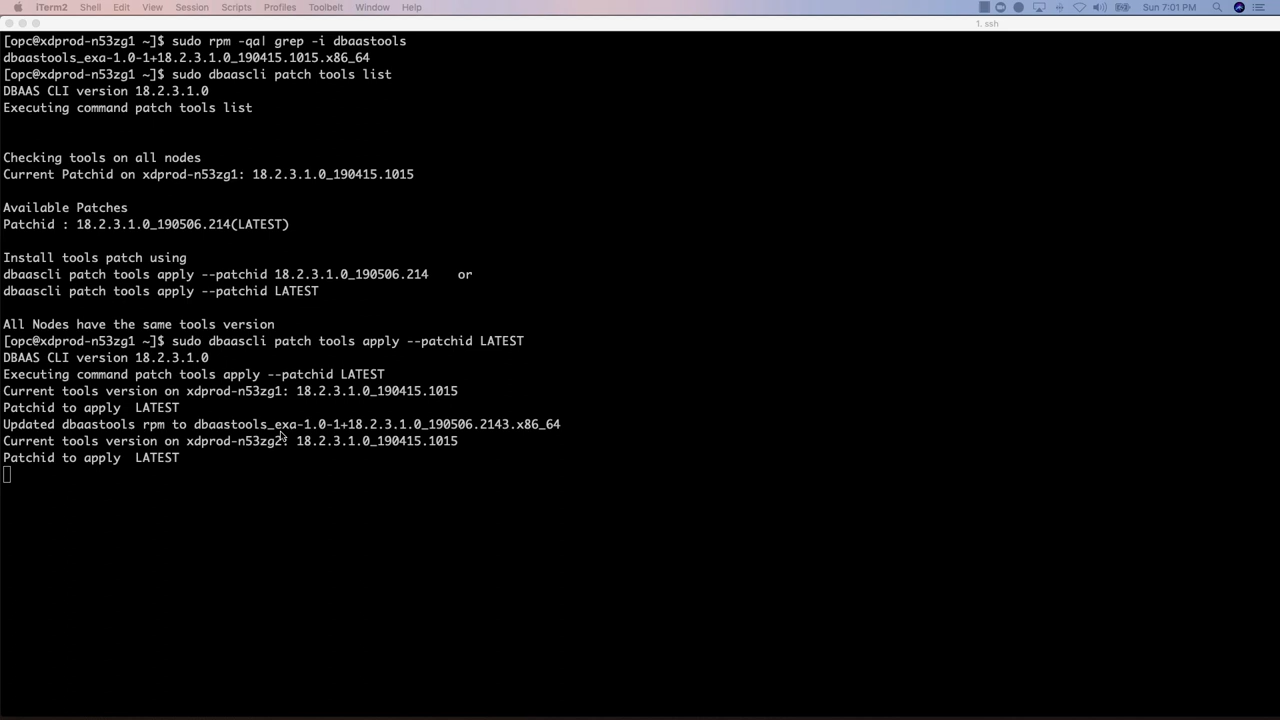 iTerm2 Shell Edit View Session Scripts Profiles Toolbelt Window Help Sun 7:01 PM
1. ssh
[opc@xdprod-n53zg1 ~]$ sudo rpm -qa| grep -i dbaastools
dbaastools_exa-1.0-1+18.2.3.1.0_190415.1015.x86_64
[opc@xdprod-n53zg1 ~]$ sudo dbaascli patch tools list
DBAAS CLI version 18.2.3.1.0
Executing command patch tools list
Checking tools on all nodes
Current Patchid on xdprod-n53zg1: 18.2.3.1.0_190415.1015
Available Patches
Patchid : 18.2.3.1.0_190506.214(LATEST)
Install tools patch using
dbaascli patch tools apply --patchid 18.2.3.1.0_190506.214 or
dbaascli patch tools apply --patchid LATEST
All Nodes have the same tools version
[opc@xdprod-n53zg1 ~]$ sudo dbaascli patch tools apply --patchid LATEST
DBAAS CLI version 18.2.3.1.0
Executing command patch tools apply --patchid LATEST
Current tools version on xdprod-n53zg1: 18.2.3.1.0_190415.1015
Patchid to apply LATEST
Updated dbaastools rpm to dbaastools_exa-1.0-1+18.2.3.1.0_190506.2143.x86_64
Current tools version on xdprod-n53zg2: 18.2.3.1.0_190415.1015
Patchid to apply LATEST